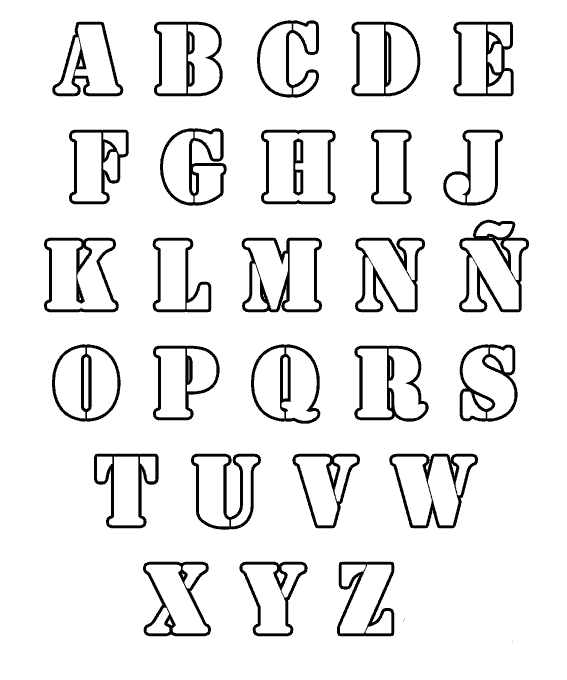 A B C D E
F G H I J
K L M N Ñ
O P Q R S
T U V W
X Y Z